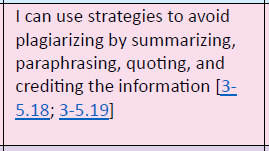 I can use strategies to avoid
plagiarizing by summarizing,
paraphrasing, quoting, and
crediting the information [3-
5.18; 3-5.19]